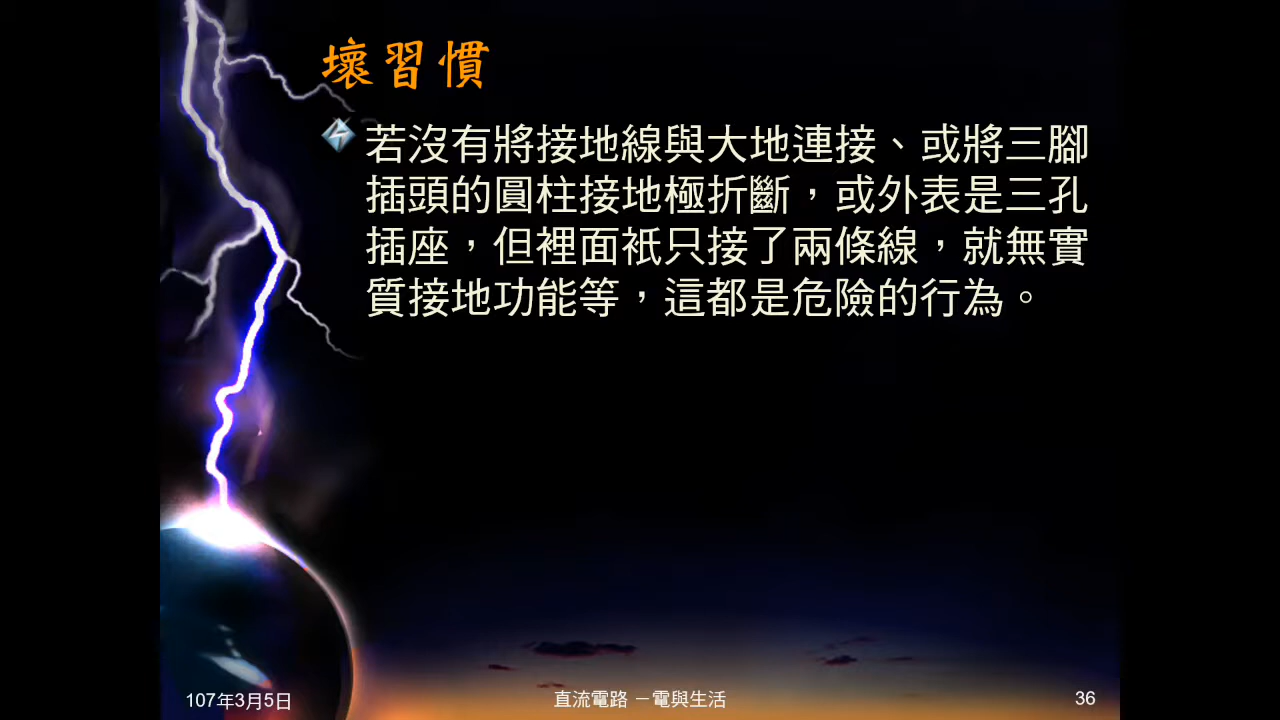 壞習慣
若沒有將接地線與大地連接、或將三腳
插頭的圓柱接地極折斷，或外表是三孔
插座，但裡面祇只接了兩條線，就無實
質接地功能等，這都是危險的行為。
107年3月5日
直流電路 －電與生活
36